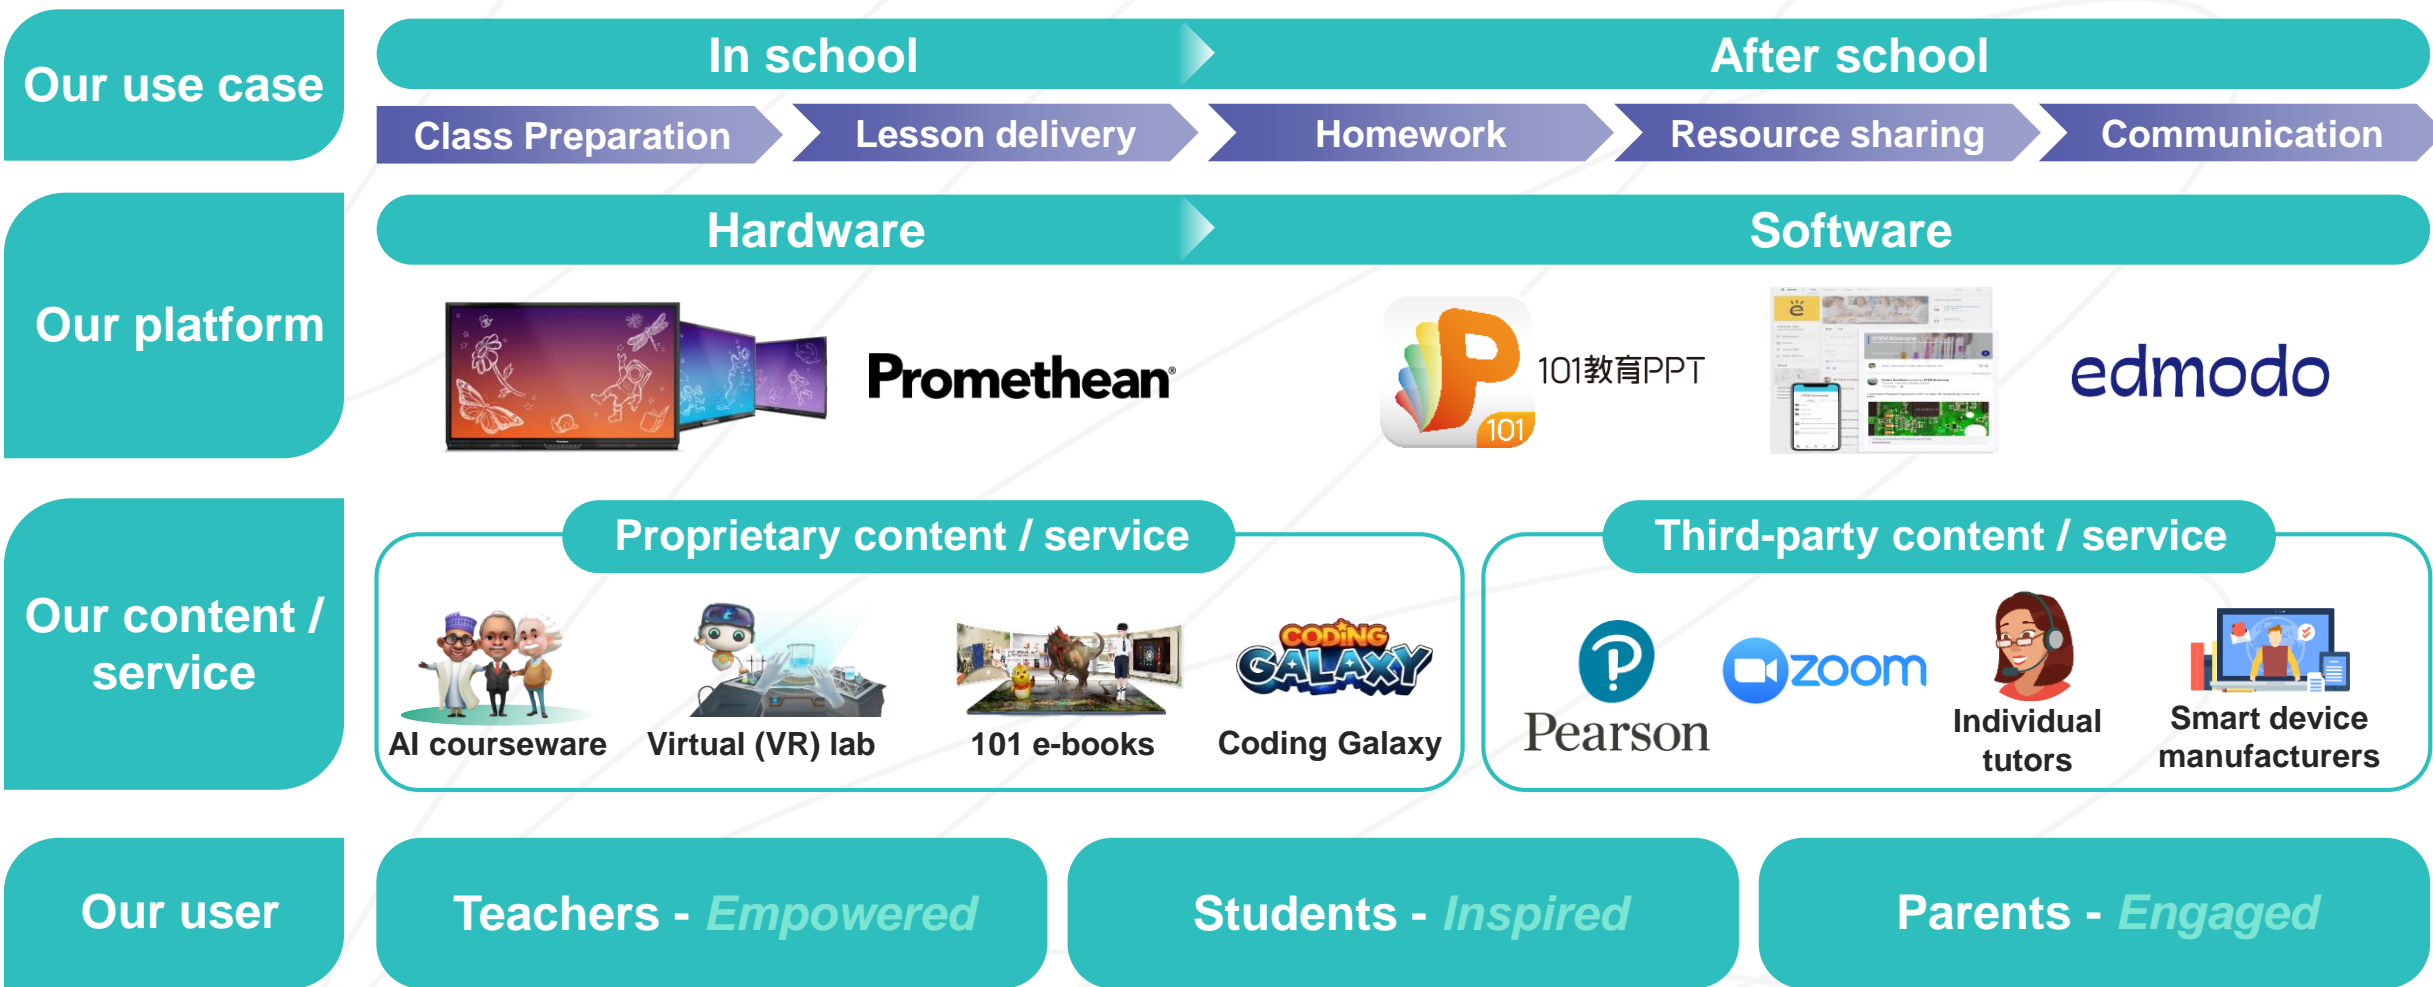 Our use case
In school
After school
Class Preparation
Lesson delivery
Homework
Resource sharing
Communication
Our platform
Hardware
Software
Promethean®
101
101教育PPT
edmodo
Our content /
service
Proprietary content / service
AI courseware
Virtual (VR) lab
101 e-books
CODING
GALAXY
Coding Galaxy
Third-party content / service
Pearson
zoom
Individual
tutors
Smart device
manufacturers
Our user
Teachers - Empowered
Students - Inspired
Parents - Engaged